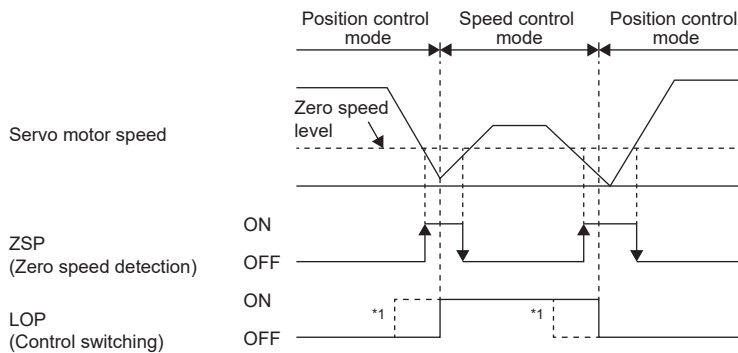 Position control
mode
Speed control
mode
Position control
mode
Zero speed
level
Servo motor speed
ON
ZSP
(Zero speed detection)
OFF
ON
*1
*1
LOP
(Control switching)
OFF